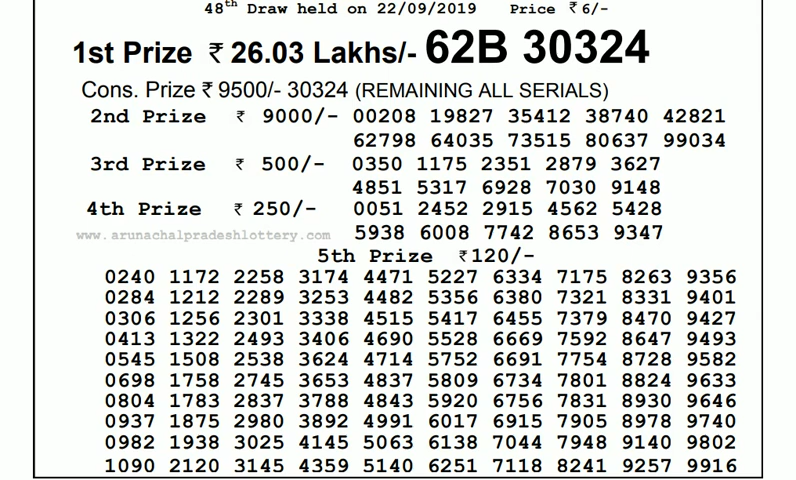 48th Draw held on 22/09/2019 Price ₹6/-
1st Prize ₹26.03 Lakhs/- 62B 30324
Cons. Prize ₹9500/- 30324 (REMAINING ALL SERIALS)
2nd Prize ₹ 9000/- 00208 19827 35412 38740 42821
62798 64035 73515 80637 99034
3rd Prize ₹ 500/- 0350 1175 2351 2879 3627
4851 5317 6928 7030 9148
4th Prize ₹250/- 0051 2452 2915 4562 5428
www.arunachalpradeshlottery.com 5938 6008 7742 8653 9347
5th Prize ₹120/-
0240 1172 2258 3174 4471 5227 6334 7175 8263 9356
0284 1212 2289 3253 4482 5356 6380 7321 8331 9401
0306 1256 2301 3338 4515 5417 6455 7379 8470 9427
0413 1322 2493 3406 4690 5528 6669 7592 8647 9493
0545 1508 2538 3624 4714 5752 6691 7754 8728 9582
0698 1758 2745 3653 4837 5809 6734 7801 8824 9633
0804 1783 2837 3788 4843 5920 6756 7831 8930 9646
0937 1875 2980 3892 4991 6017 6915 7905 8978 9740
0982 1938 3025 4145 5063 6138 7044 7948 9140 9802
1090 2120 3145 4359 5140 6251 7118 8241 9257 9916